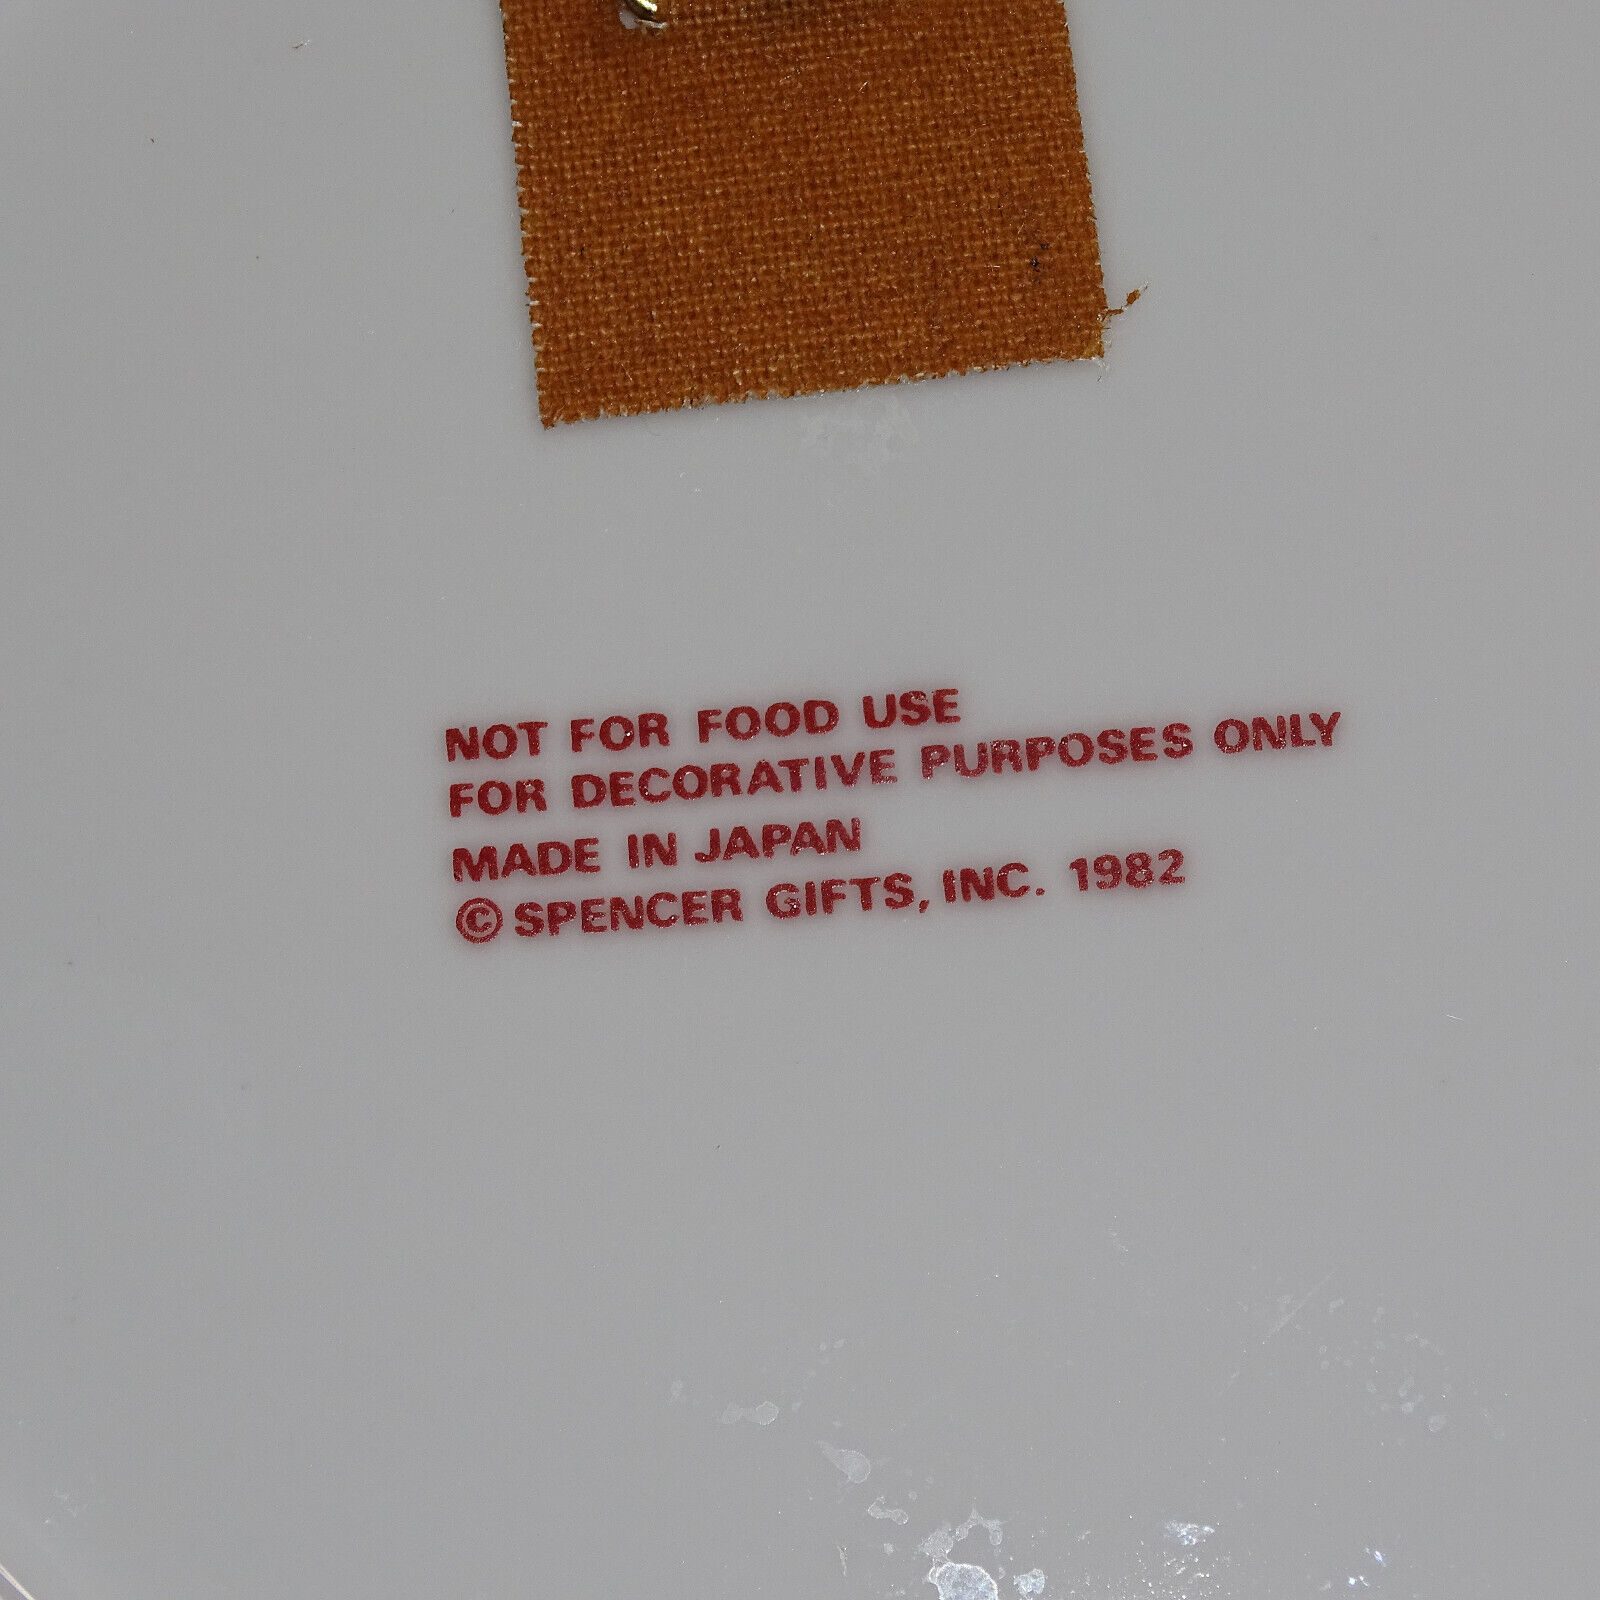 NOT FOR FOOD USE
FOR DECORATIVE PURPOSES ONLY
MADE IN JAPAN
© SPENCER GIFTS, INC. 1982